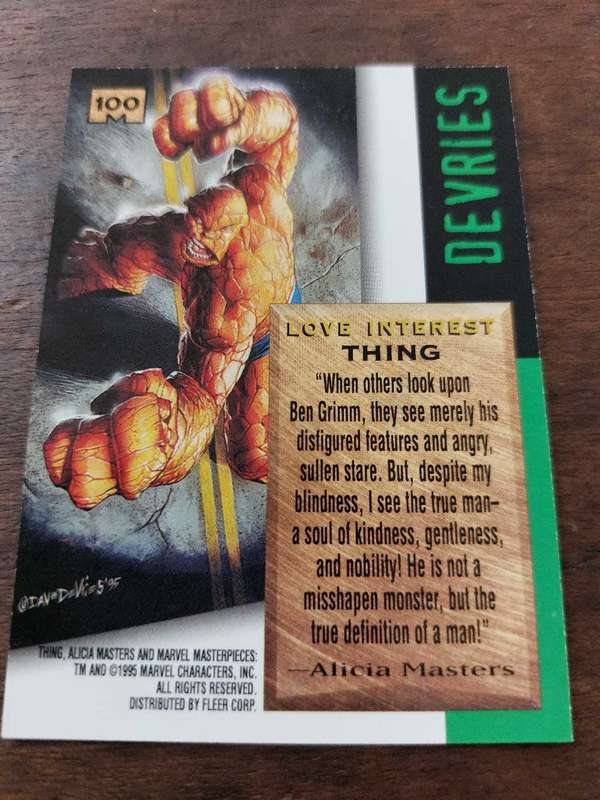 100
M
DEVRIES
LOVE INTEREST
THING
“When others look upon
Ben Grimm, they see merely his
disfigured features and angry,
sullen stare. But, despite my
blindness, I see the true man–
a soul of kindness, gentleness,
and nobility! He is not a
misshapen monster, but the
true definition of a man!”
—Alicia Masters
THING, ALICIA MASTERS AND MARVEL MASTERPIECES:
TM AND ©1995 MARVEL CHARACTERS, INC.
ALL RIGHTS RESERVED.
DISTRIBUTED BY FLEER CORP.